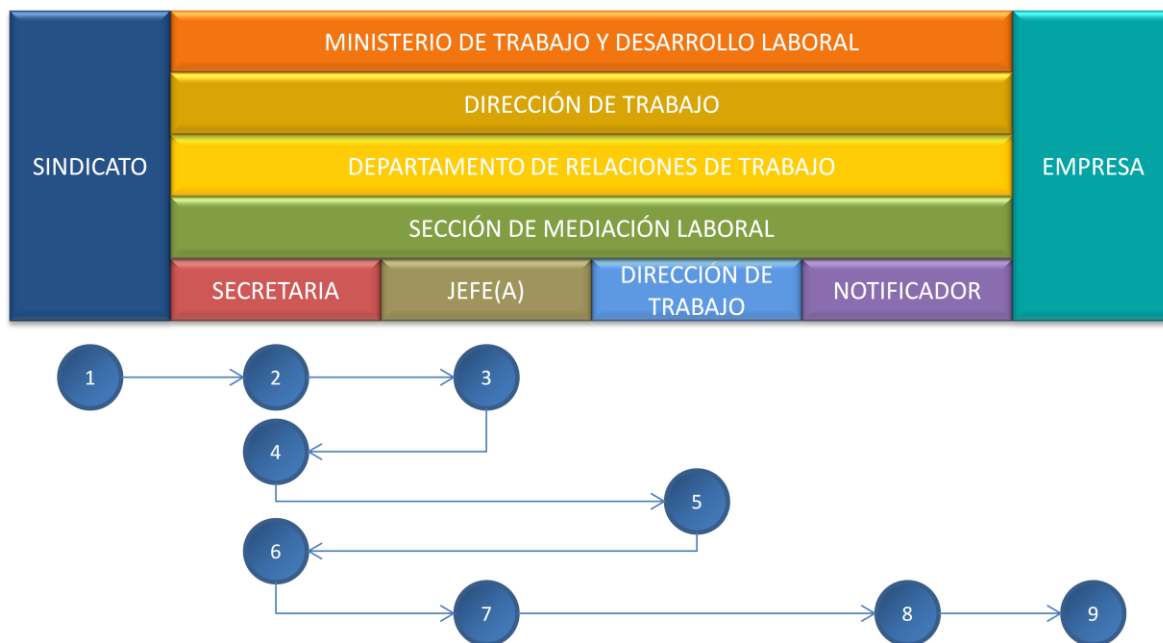 MINISTERIO DE TRABAJO Y DESARROLLO LABORAL
DIRECCIÓN DE TRABAJO
SINDICATO
DEPARTAMENTO DE RELACIONES DE TRABAJO
EMPRESA
SECCIÓN DE MEDIACIÓN LABORAL
SECRETARIA
JEFE(A)
DIRECCIÓN DE
TRABAJO
NOTIFICADOR
1
2
3
4
5
6
7
8
9